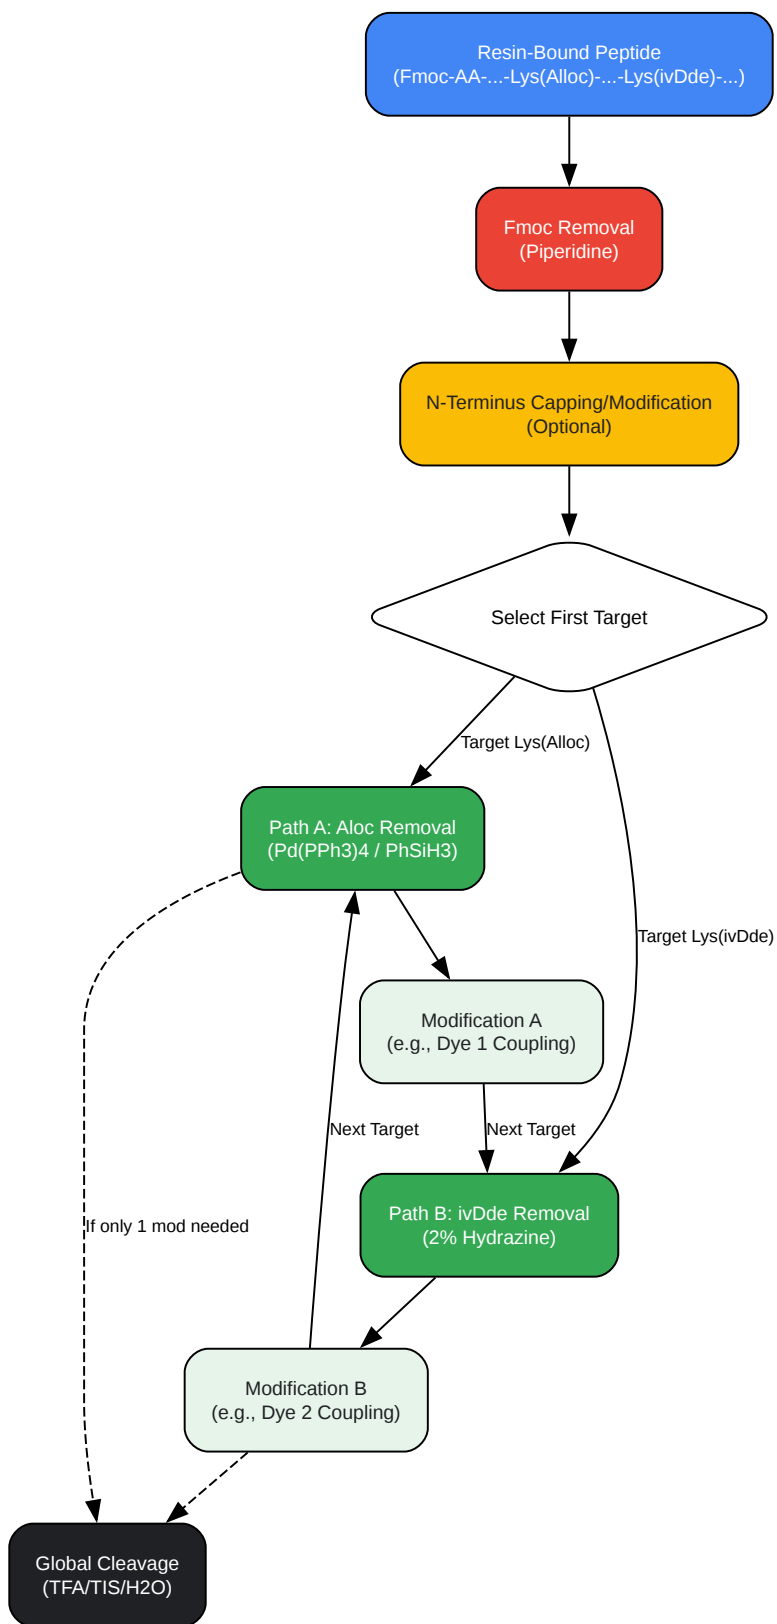 Resin-Bound Peptide
(Fmoc-AA-...-Lys(Alloc)-...-Lys(ivDde)-...)
Fmoc Removal
(Piperidine)
N-Terminus Capping/Modification
(Optional)
Select First Target
Target Lys(Alloc)
Path A: Aloc Removal
(Pd(PPh3)4 / PhSiH3)
Target Lys(ivDde)
Modification A
(e.g., Dye 1 Coupling)
Next Target
Next Target
Path B: ivDde Removal
(2% Hydrazine)
If only 1 mod needed
Modification B
(e.g., Dye 2 Coupling)
Global Cleavage
(TFA/TIS/H2O)